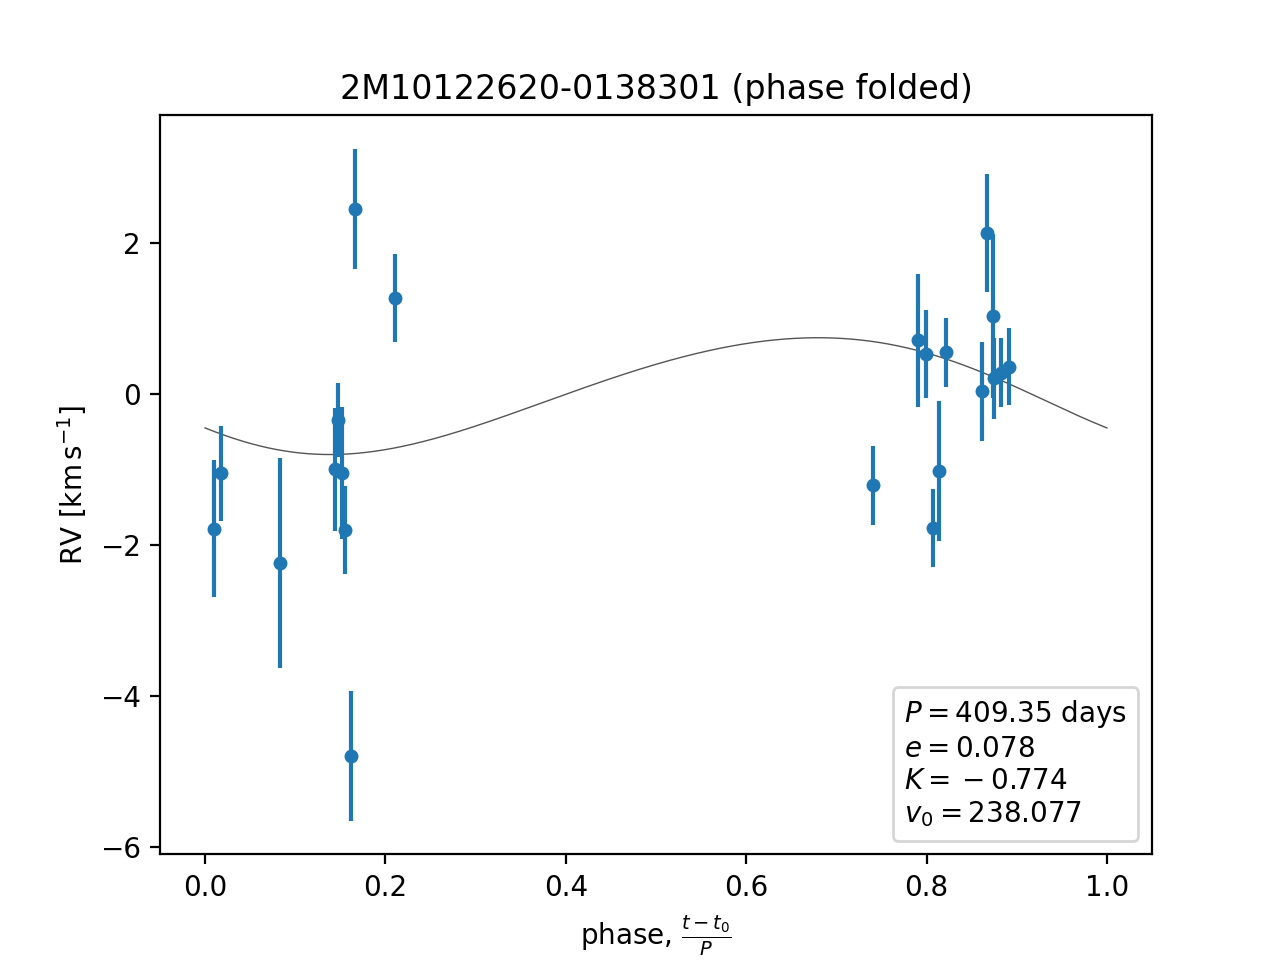 2M10122620-0138301 (phase folded)
RV [km s⁻¹]
2
0
−2
−4
−6
P = 409.35 days
e = 0.078
K = −0.774
v₀ = 238.077
0.0 0.2 0.4 0.6 0.8 1.0
phase, (t − t₀)/P